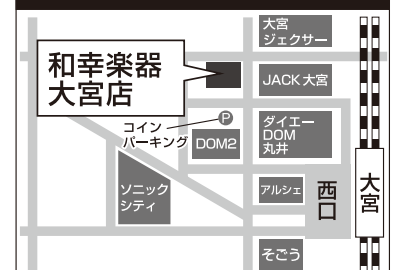 大宮
ジェクサー
和幸楽器
大宮店
JACK大宮
コイン
パーキング
P
ダイエー
DOM
丸井
DOM2
ソニック
シティ
アルシェ
西口
大宮
そごう